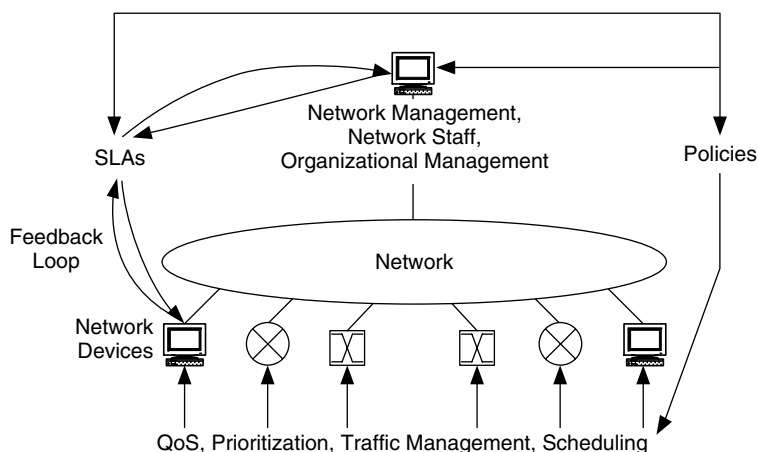 Network Management,
Network Staff,
Organizational Management
SLAs
Policies
Feedback
Loop
Network
Network
Devices
QoS, Prioritization, Traffic Management, Scheduling